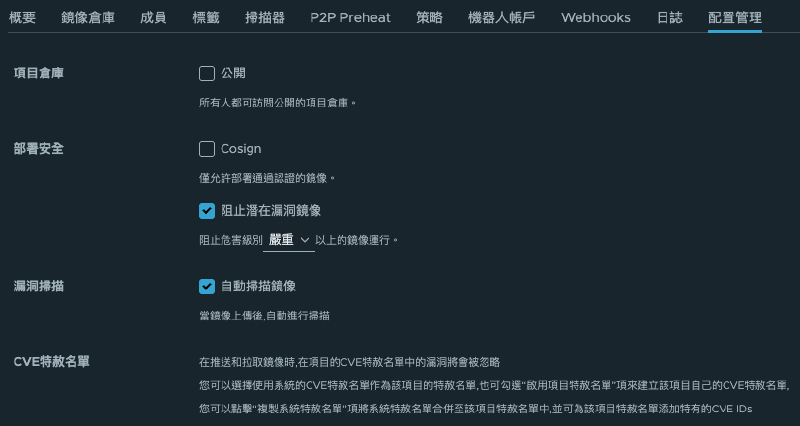 概要 鏡像倉庫 成員 標籤 掃描器 P2P Preheat 策略 機器人帳戶 Webhooks 日誌 配置管理
項目倉庫 公開
所有人都可訪問公開的項目倉庫。
部署安全 Cosign
僅允許部署通過認證的鏡像。
阻止潛在漏洞鏡像
阻止危害級別 嚴重 以上的鏡像運行。
漏洞掃描 自動掃描鏡像
當鏡像上傳後,自動進行掃描
CVE特赦名單 在推送和拉取鏡像時,在項目的CVE特赦名單中的漏洞將會被忽略
您可以選擇使用系統的CVE特赦名單作為該項目的特赦名單,也可勾選“啟用項目特赦名單”項來建立該項目自己的CVE特赦名單,
您可以點擊“複製系統特赦名單”項將系統特赦名單合併至該項目特赦名單中,並可為該項目特赦名單添加特有的CVE IDs